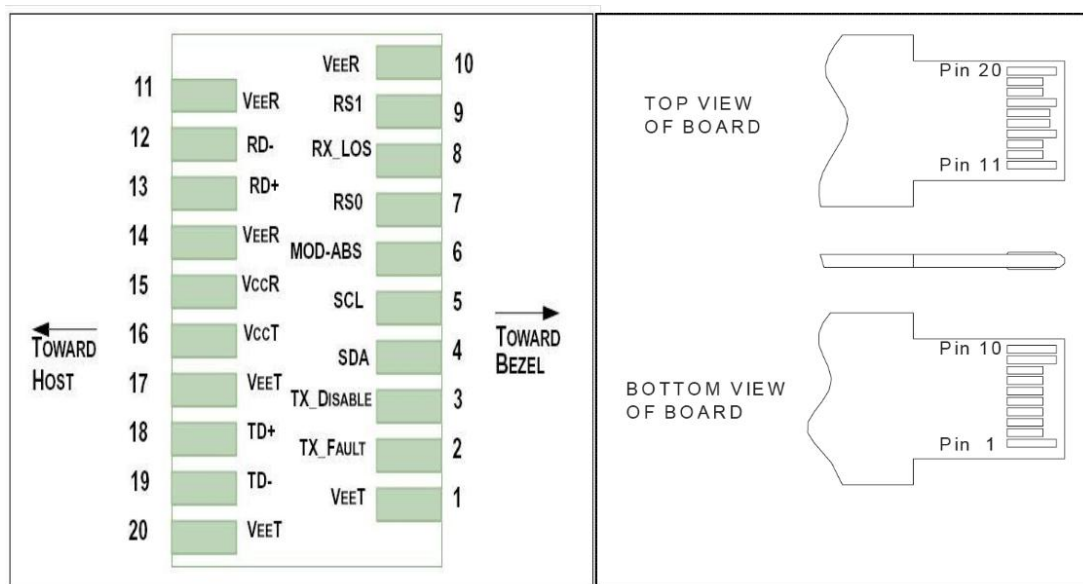 11 VEER
12 RD-
13 RD+
14 VEER
15 VCCR
16 VCCT
17 VEET
18 TD+
19 TD-
20 VEET
VEER 10
RS1 9
RX_LOS 8
RS0 7
MOD-ABS 6
SCL 5
SDA 4
TX_DISABLE 3
TX_FAULT 2
VEET 1
TOWARD
HOST
TOWARD
BEZEL
TOP VIEW
OF BOARD
Pin 20
Pin 11
BOTTOM VIEW
OF BOARD
Pin 10
Pin 1